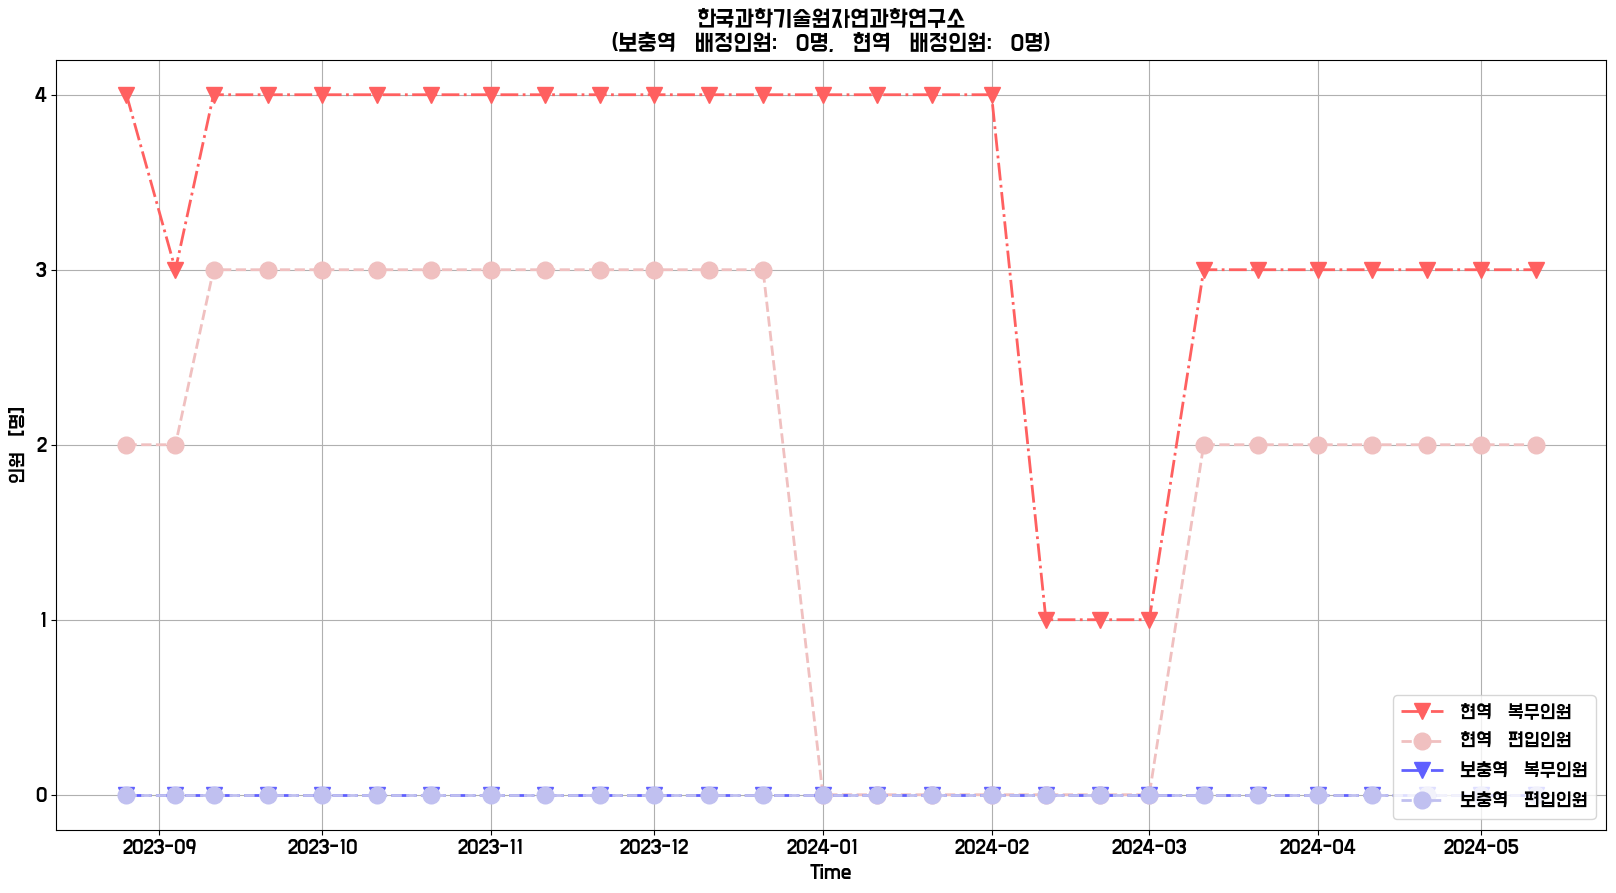 한국과학기술원자연과학연구소
(보충역 배정인원: 0명, 현역 배정인원: 0명)
인원 [명]
4
3
2
1
0
현역 복무인원
현역 편입인원
보충역 복무인원
보충역 편입인원
2023-09 2023-10 2023-11 2023-12 2024-01 2024-02 2024-03 2024-04 2024-05
Time